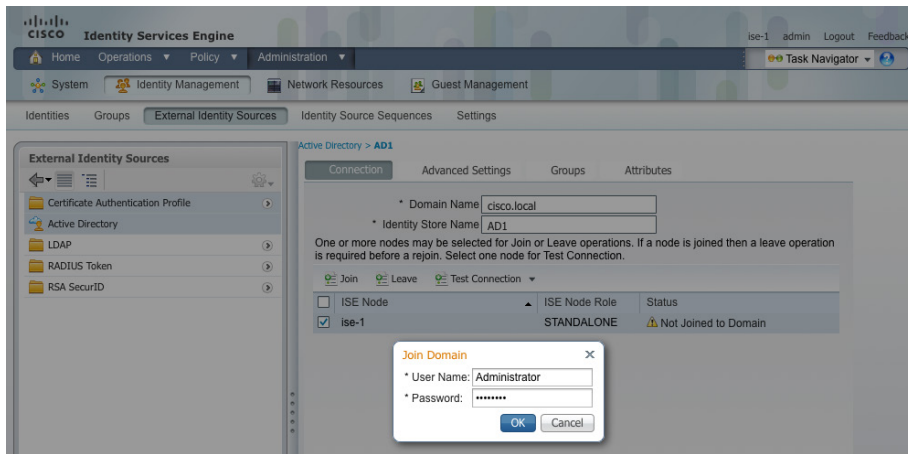 CISCO Identity Services Engine
ise-1 admin Logout Feedback
Home Operations Policy Administration
Task Navigator
System Identity Management Network Resources Guest Management
Identities Groups External Identity Sources Identity Source Sequences Settings
External Identity Sources
Certificate Authentication Profile
Active Directory
LDAP
RADIUS Token
RSA SecurID
Active Directory > AD1
Connection Advanced Settings Groups Attributes
* Domain Name cisco.local
* Identity Store Name AD1
One or more nodes may be selected for Join or Leave operations. If a node is joined then a leave operation
is required before a rejoin. Select one node for Test Connection.
Join Leave Test Connection
ISE Node ISE Node Role Status
ise-1 STANDALONE Not Joined to Domain
Join Domain
* User Name: Administrator
* Password: ••••••••
OK Cancel